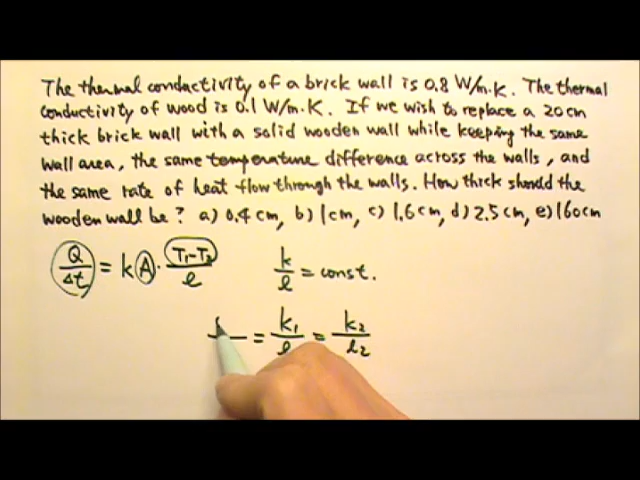 The thermal conductivity of a brick wall is 0.8 W/m·K. The thermal
conductivity of wood is 0.1 W/m·K. If we wish to replace a 20 cm
thick brick wall with a solid wooden wall while keeping the same
wall area, the same temperature difference across the walls, and
the same rate of heat flow through the walls. How thick should the
wooden wall be? a) 0.4 cm, b) 1 cm, c) 1.6 cm, d) 2.5 cm, e) 160 cm
Q/Δt = k A · (T₁-T₂)/l
k/l = const.
= k₁/l = k₂/l₂